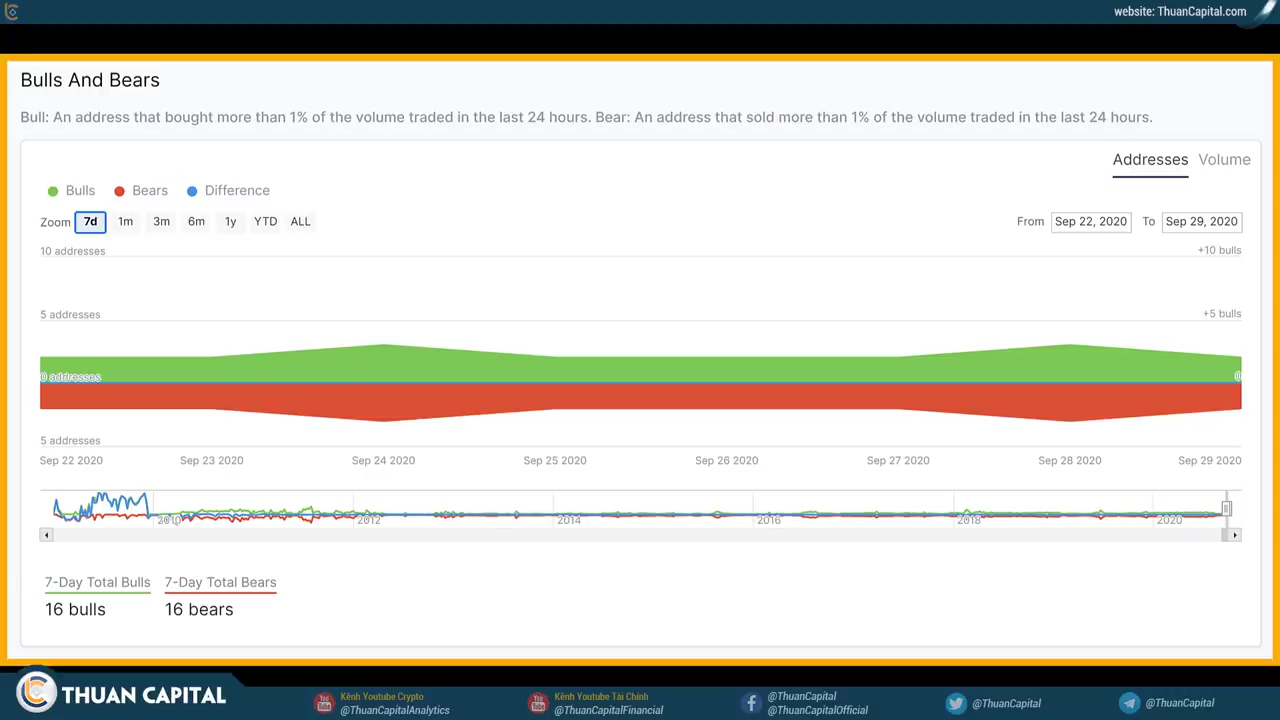 website: ThuanCapital.com
Bulls And Bears
Bull: An address that bought more than 1% of the volume traded in the last 24 hours. Bear: An address that sold more than 1% of the volume traded in the last 24 hours.
Addresses Volume
Bulls Bears Difference
Zoom 7d 1m 3m 6m 1y YTD ALL From Sep 22, 2020 To Sep 29, 2020
10 addresses +10 bulls
5 addresses +5 bulls
0 addresses 0
5 addresses
Sep 22 2020 Sep 23 2020 Sep 24 2020 Sep 25 2020 Sep 26 2020 Sep 27 2020 Sep 28 2020 Sep 29 2020
2010 2012 2014 2016 2018 2020
7-Day Total Bulls 7-Day Total Bears
16 bulls 16 bears
THUAN CAPITAL
Kênh Youtube Crypto
@ThuanCapitalAnalytics
Kênh Youtube Tài Chính
@ThuanCapitalFinancial
@ThuanCapital
@ThuanCapitalOfficial
@ThuanCapital
@ThuanCapital